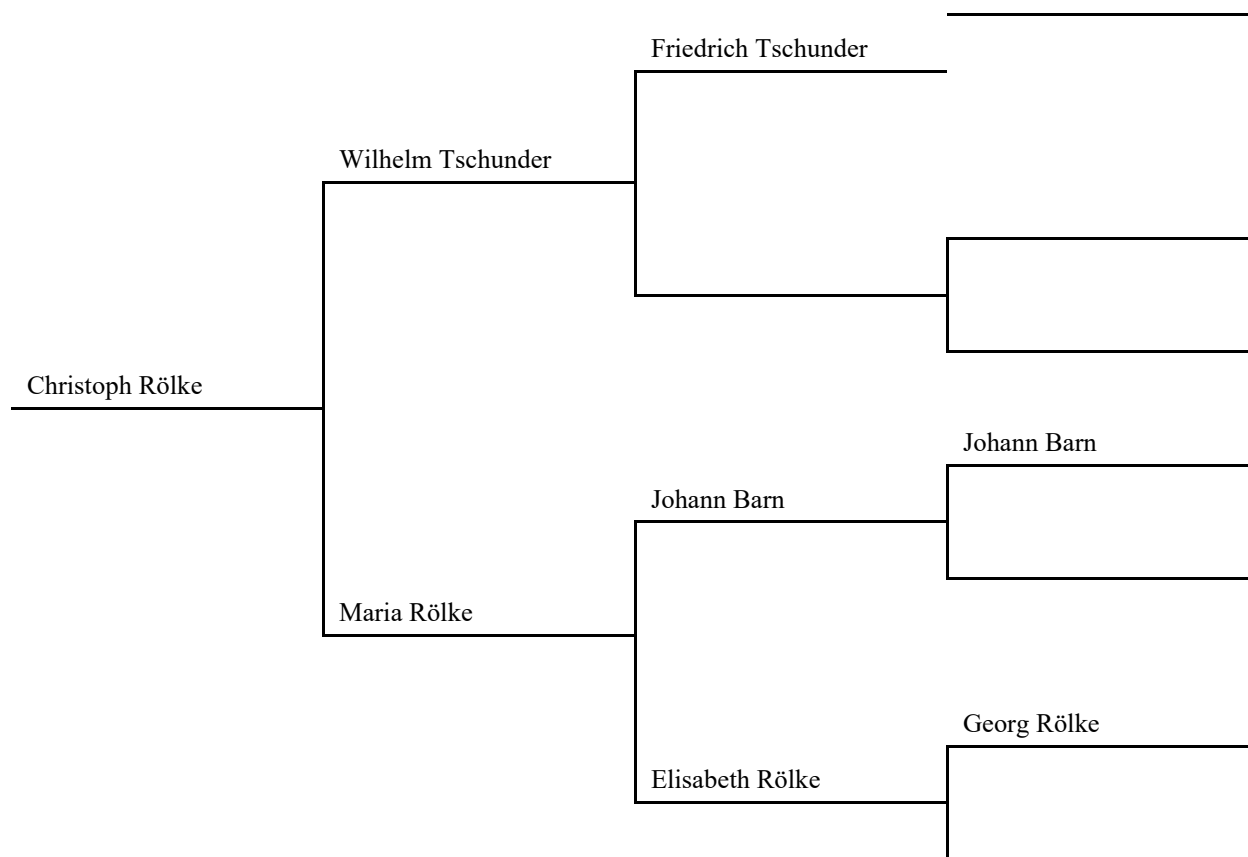 Friedrich Tschunder
Wilhelm Tschunder
Christoph Rölke
Johann Barn
Johann Barn
Maria Rölke
Georg Rölke
Elisabeth Rölke